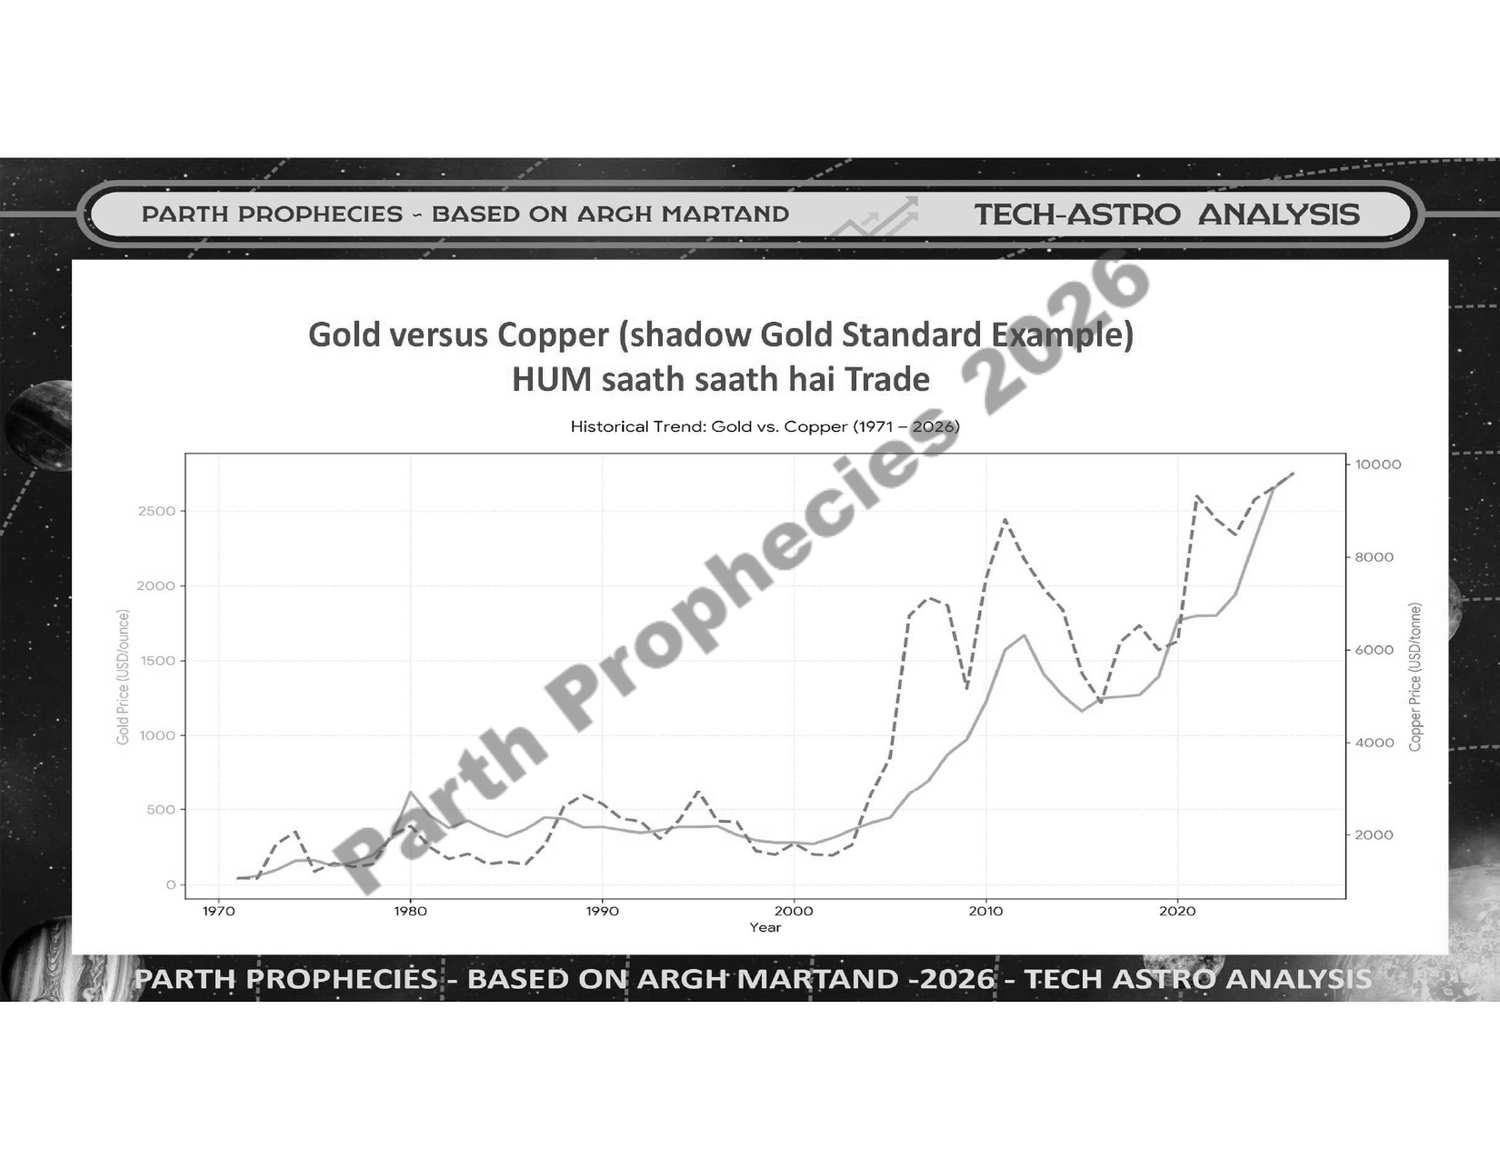 PARTH PROPHECIES ~ BASED ON ARGH MARTAND
TECH-ASTRO ANALYSIS
Gold versus Copper (shadow Gold Standard Example)
HUM saath saath hai Trade
Historical Trend: Gold vs. Copper (1971 – 2026)
Parth Prophecies 2026
Gold Price (USD/ounce)
2500
2000
1500
1000
500
0
10000
8000
6000
4000
2000
Copper Price (USD/tonne)
1970 1980 1990 2000 2010 2020
Year
PARTH PROPHECIES - BASED ON ARGH MARTAND -2026 - TECH ASTRO ANALYSIS